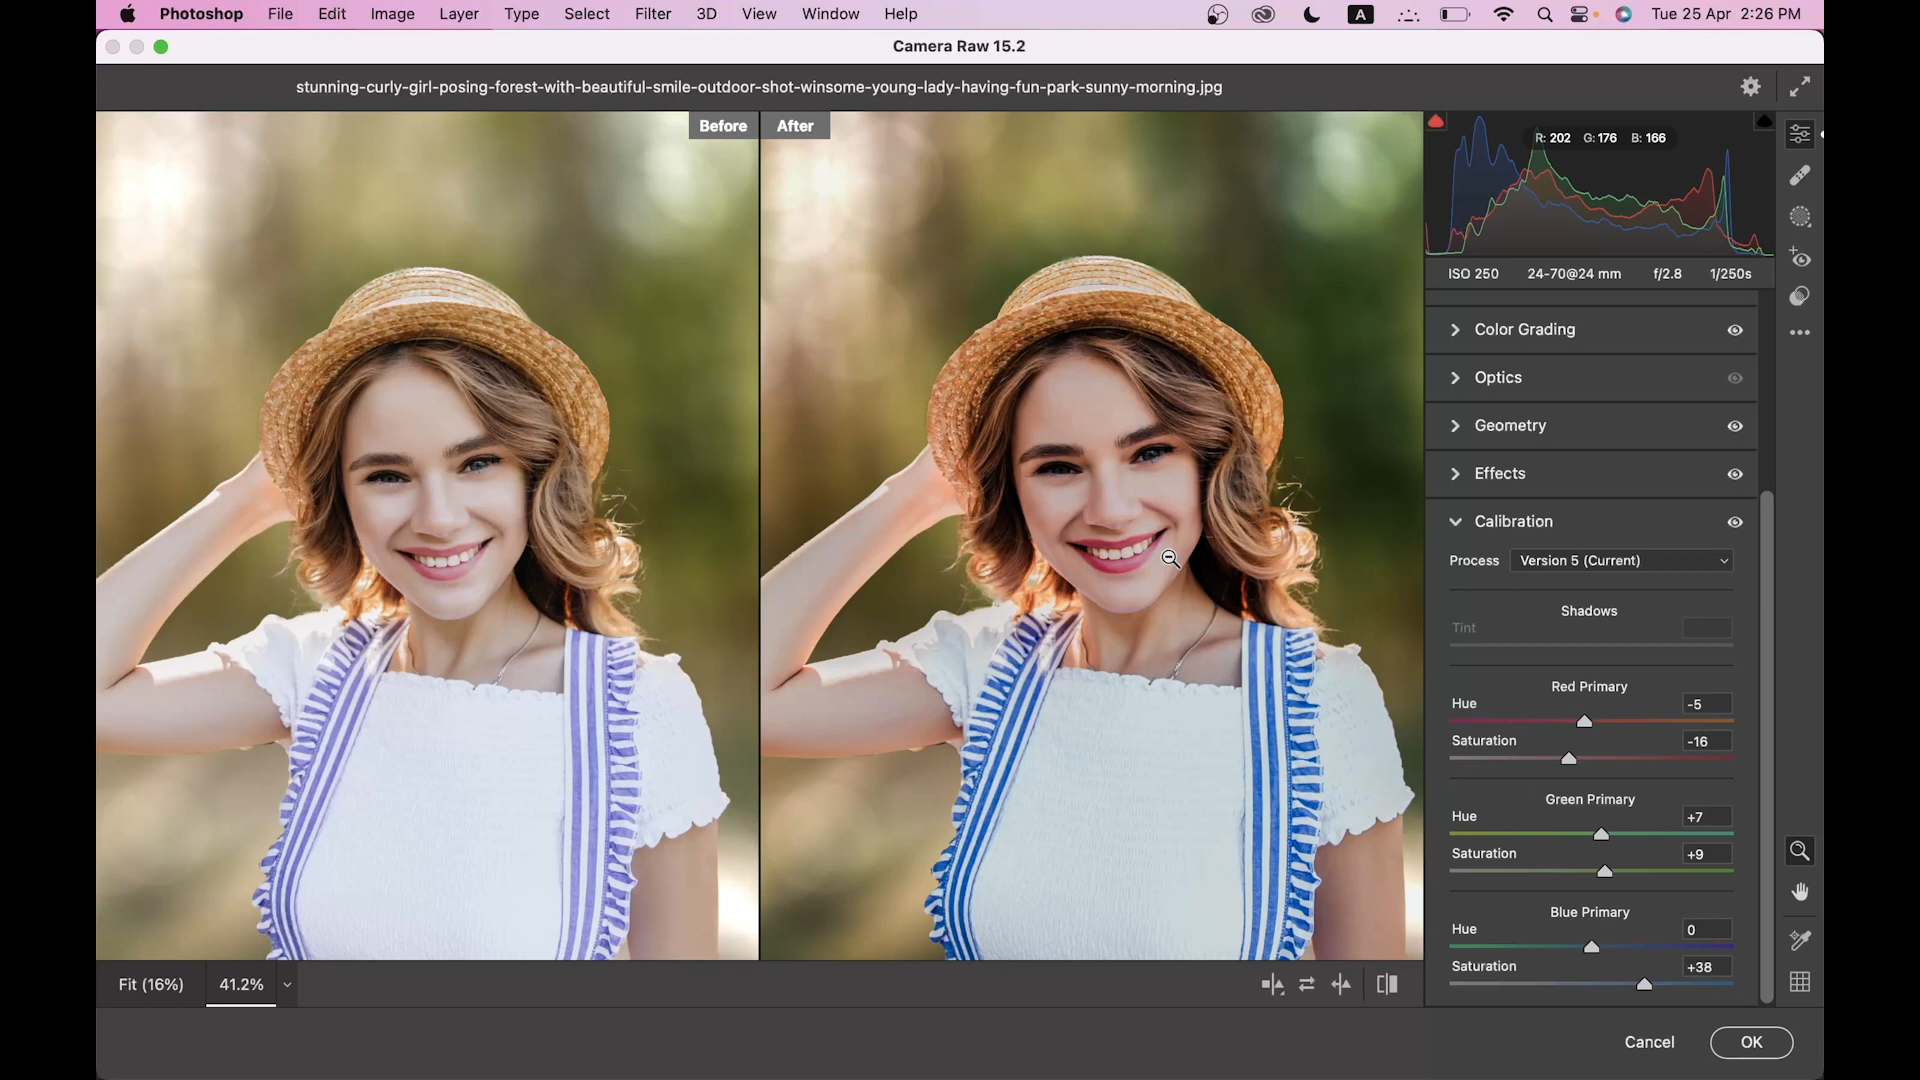 Photoshop File Edit Image Layer Type Select Filter 3D View Window Help A Tue 25 Apr 2:26 PM
Camera Raw 15.2
stunning-curly-girl-posing-forest-with-beautiful-smile-outdoor-shot-winsome-young-lady-having-fun-park-sunny-morning.jpg
Before After
R: 202 G: 176 B: 166
ISO 250 24-70@24 mm f/2.8 1/250s
Color Grading
Optics
Geometry
Effects
Calibration
Process Version 5 (Current)
Shadows
Tint
Red Primary
Hue -5
Saturation -16
Green Primary
Hue +7
Saturation +9
Blue Primary
Hue 0
Saturation +38
Fit (16%) 41.2%
Cancel OK